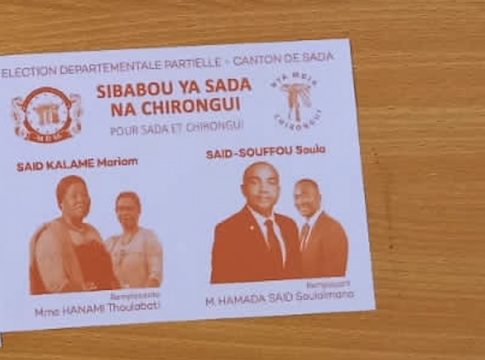 ELECTION DEPARTEMENTALE PARTIELLE - CANTON DE SADA
SIBABOU YA SADA
NA CHIRONGUI
POUR SADA ET CHIRONGUI
CHIRONGUI
SAID KALAME Mariam
SAID-SOUFFOU Soula
Remplaçante
Mme HANAMI Thoulabati
Remplaçant
M. HAMADA SAID Soulaimana